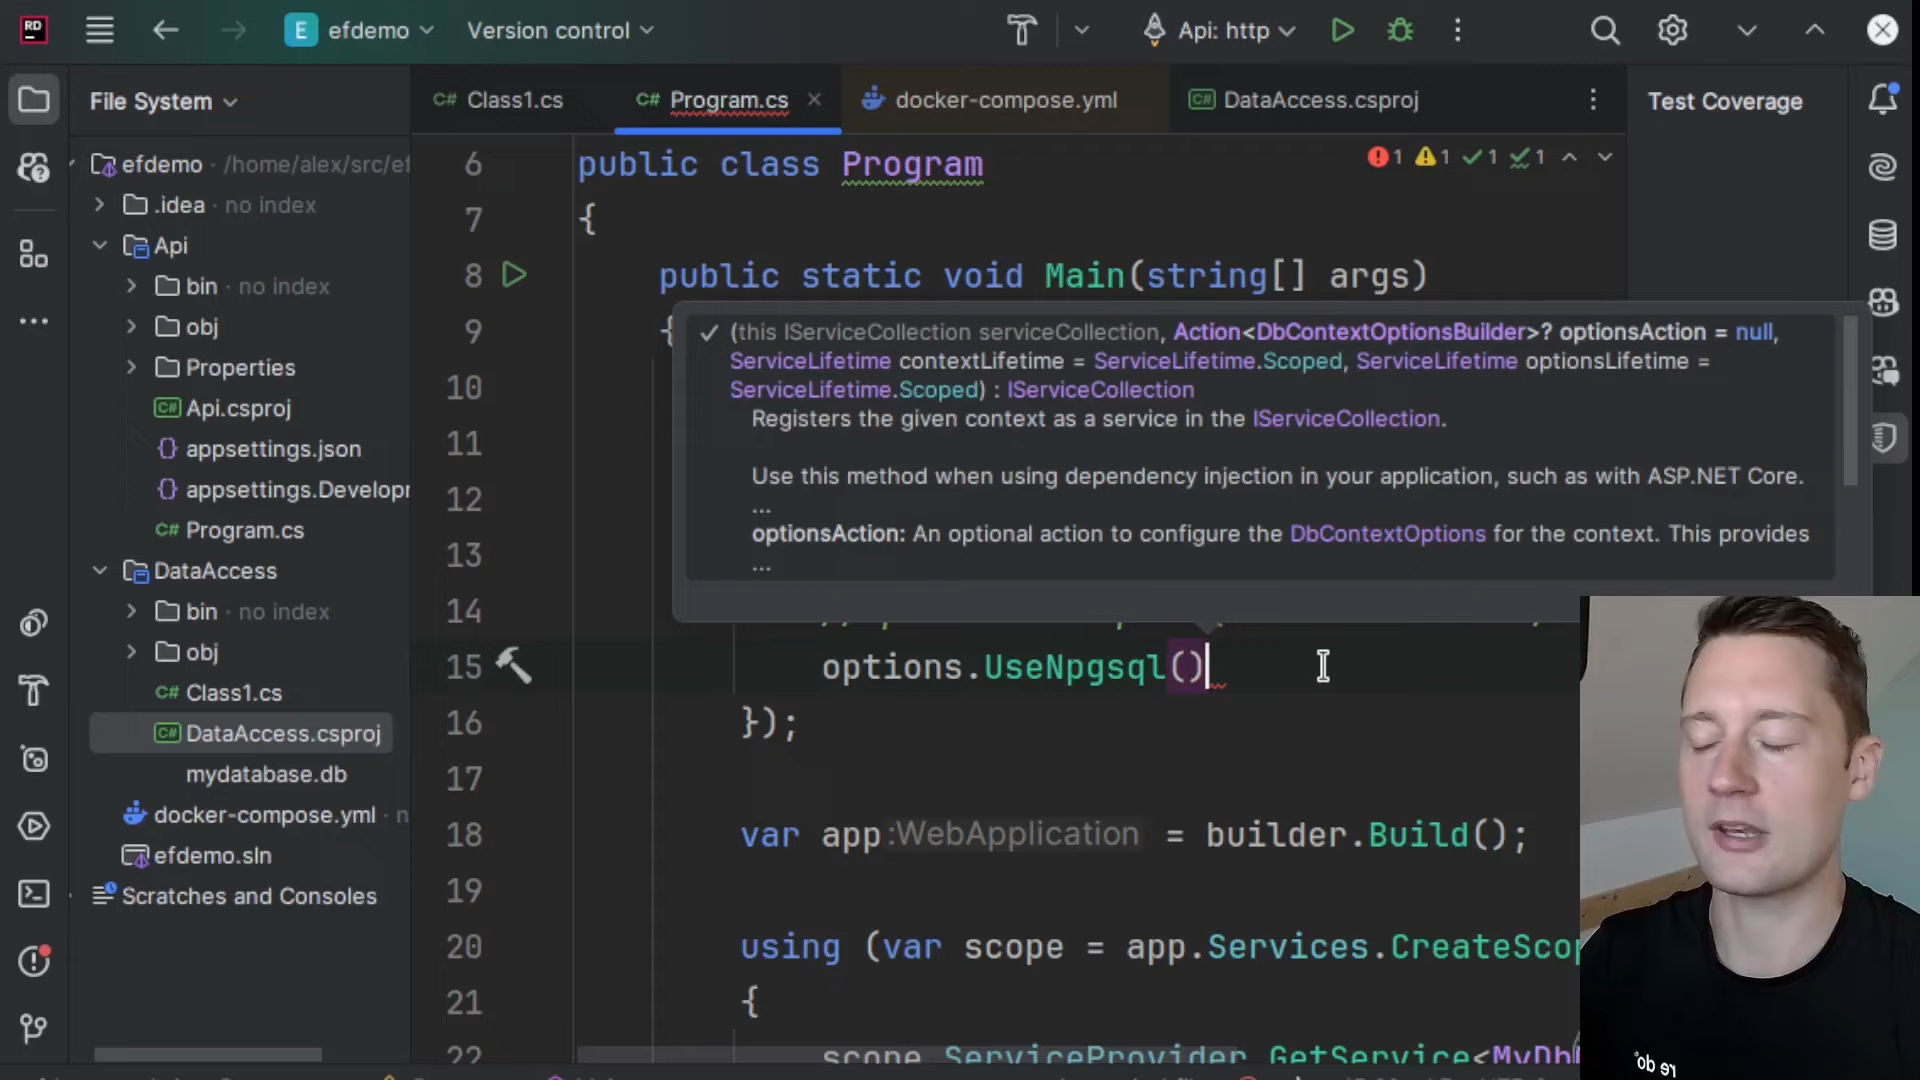 RD
E efdemo
Version control
Api: http
File System
C# Class1.cs
C# Program.cs
docker-compose.yml
C# DataAccess.csproj
Test Coverage
efdemo · /home/alex/src/ef
.idea · no index
Api
bin · no index
obj
Properties
C# Api.csproj
{} appsettings.json
{} appsettings.Develop
C# Program.cs
DataAccess
bin · no index
obj
C# Class1.cs
C# DataAccess.csproj
mydatabase.db
docker-compose.yml · n
efdemo.sln
Scratches and Consoles
1 1 1 1
6 public class Program
7 {
8 public static void Main(string[] args)
9 {
(this IServiceCollection serviceCollection, Action<DbContextOptionsBuilder>? optionsAction = null,
ServiceLifetime contextLifetime = ServiceLifetime.Scoped, ServiceLifetime optionsLifetime =
ServiceLifetime.Scoped) : IServiceCollection
Registers the given context as a service in the IServiceCollection.
Use this method when using dependency injection in your application, such as with ASP.NET Core.
...
optionsAction: An optional action to configure the DbContextOptions for the context. This provides
...
10
11
12
13
14
15 options.UseNpgsql()
16 });
17
18 var app :WebApplication = builder.Build();
19
20 using (var scope = app.Services.CreateScop
21 {
22 scope.ServiceProvider.GetService<MyDb